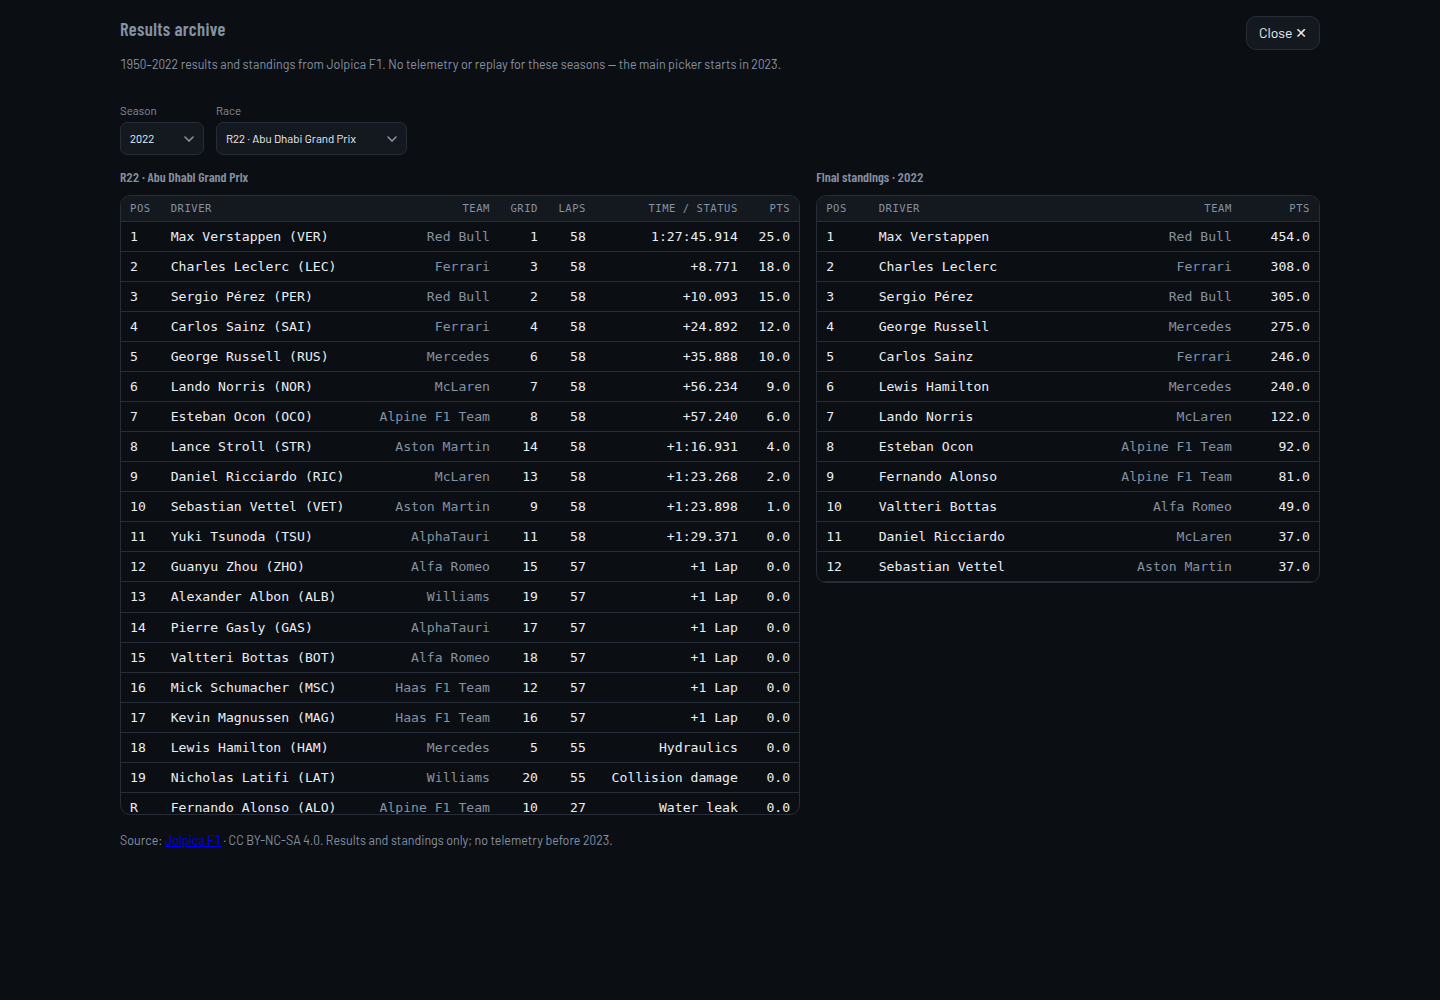 Results archive
Close ✕
1950–2022 results and standings from Jolpica F1. No telemetry or replay for these seasons — the main picker starts in 2023.
Season Race
2022 R22 · Abu Dhabi Grand Prix
R22 · Abu Dhabi Grand Prix
POS DRIVER TEAM GRID LAPS TIME / STATUS PTS
1 Max Verstappen (VER) Red Bull 1 58 1:27:45.914 25.0
2 Charles Leclerc (LEC) Ferrari 3 58 +8.771 18.0
3 Sergio Pérez (PER) Red Bull 2 58 +10.093 15.0
4 Carlos Sainz (SAI) Ferrari 4 58 +24.892 12.0
5 George Russell (RUS) Mercedes 6 58 +35.888 10.0
6 Lando Norris (NOR) McLaren 7 58 +56.234 9.0
7 Esteban Ocon (OCO) Alpine F1 Team 8 58 +57.240 6.0
8 Lance Stroll (STR) Aston Martin 14 58 +1:16.931 4.0
9 Daniel Ricciardo (RIC) McLaren 13 58 +1:23.268 2.0
10 Sebastian Vettel (VET) Aston Martin 9 58 +1:23.898 1.0
11 Yuki Tsunoda (TSU) AlphaTauri 11 58 +1:29.371 0.0
12 Guanyu Zhou (ZHO) Alfa Romeo 15 57 +1 Lap 0.0
13 Alexander Albon (ALB) Williams 19 57 +1 Lap 0.0
14 Pierre Gasly (GAS) AlphaTauri 17 57 +1 Lap 0.0
15 Valtteri Bottas (BOT) Alfa Romeo 18 57 +1 Lap 0.0
16 Mick Schumacher (MSC) Haas F1 Team 12 57 +1 Lap 0.0
17 Kevin Magnussen (MAG) Haas F1 Team 16 57 +1 Lap 0.0
18 Lewis Hamilton (HAM) Mercedes 5 55 Hydraulics 0.0
19 Nicholas Latifi (LAT) Williams 20 55 Collision damage 0.0
R Fernando Alonso (ALO) Alpine F1 Team 10 27 Water leak 0.0
Final standings · 2022
POS DRIVER TEAM PTS
1 Max Verstappen Red Bull 454.0
2 Charles Leclerc Ferrari 308.0
3 Sergio Pérez Red Bull 305.0
4 George Russell Mercedes 275.0
5 Carlos Sainz Ferrari 246.0
6 Lewis Hamilton Mercedes 240.0
7 Lando Norris McLaren 122.0
8 Esteban Ocon Alpine F1 Team 92.0
9 Fernando Alonso Alpine F1 Team 81.0
10 Valtteri Bottas Alfa Romeo 49.0
11 Daniel Ricciardo McLaren 37.0
12 Sebastian Vettel Aston Martin 37.0
Source: Jolpica F1 · CC BY-NC-SA 4.0. Results and standings only; no telemetry before 2023.